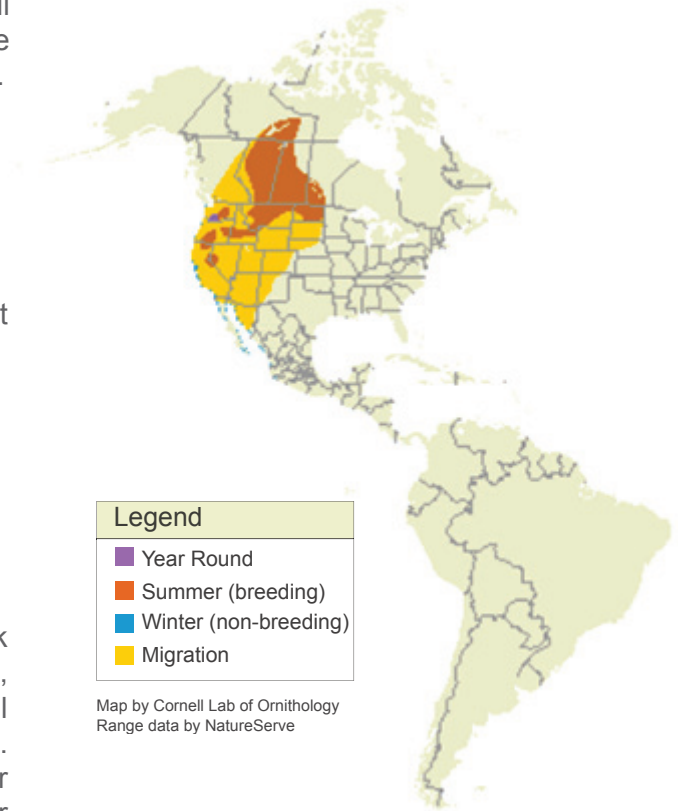 Legend
Year Round
Summer (breeding)
Winter (non-breeding)
Migration
Map by Cornell Lab of Ornithology
Range data by NatureServe